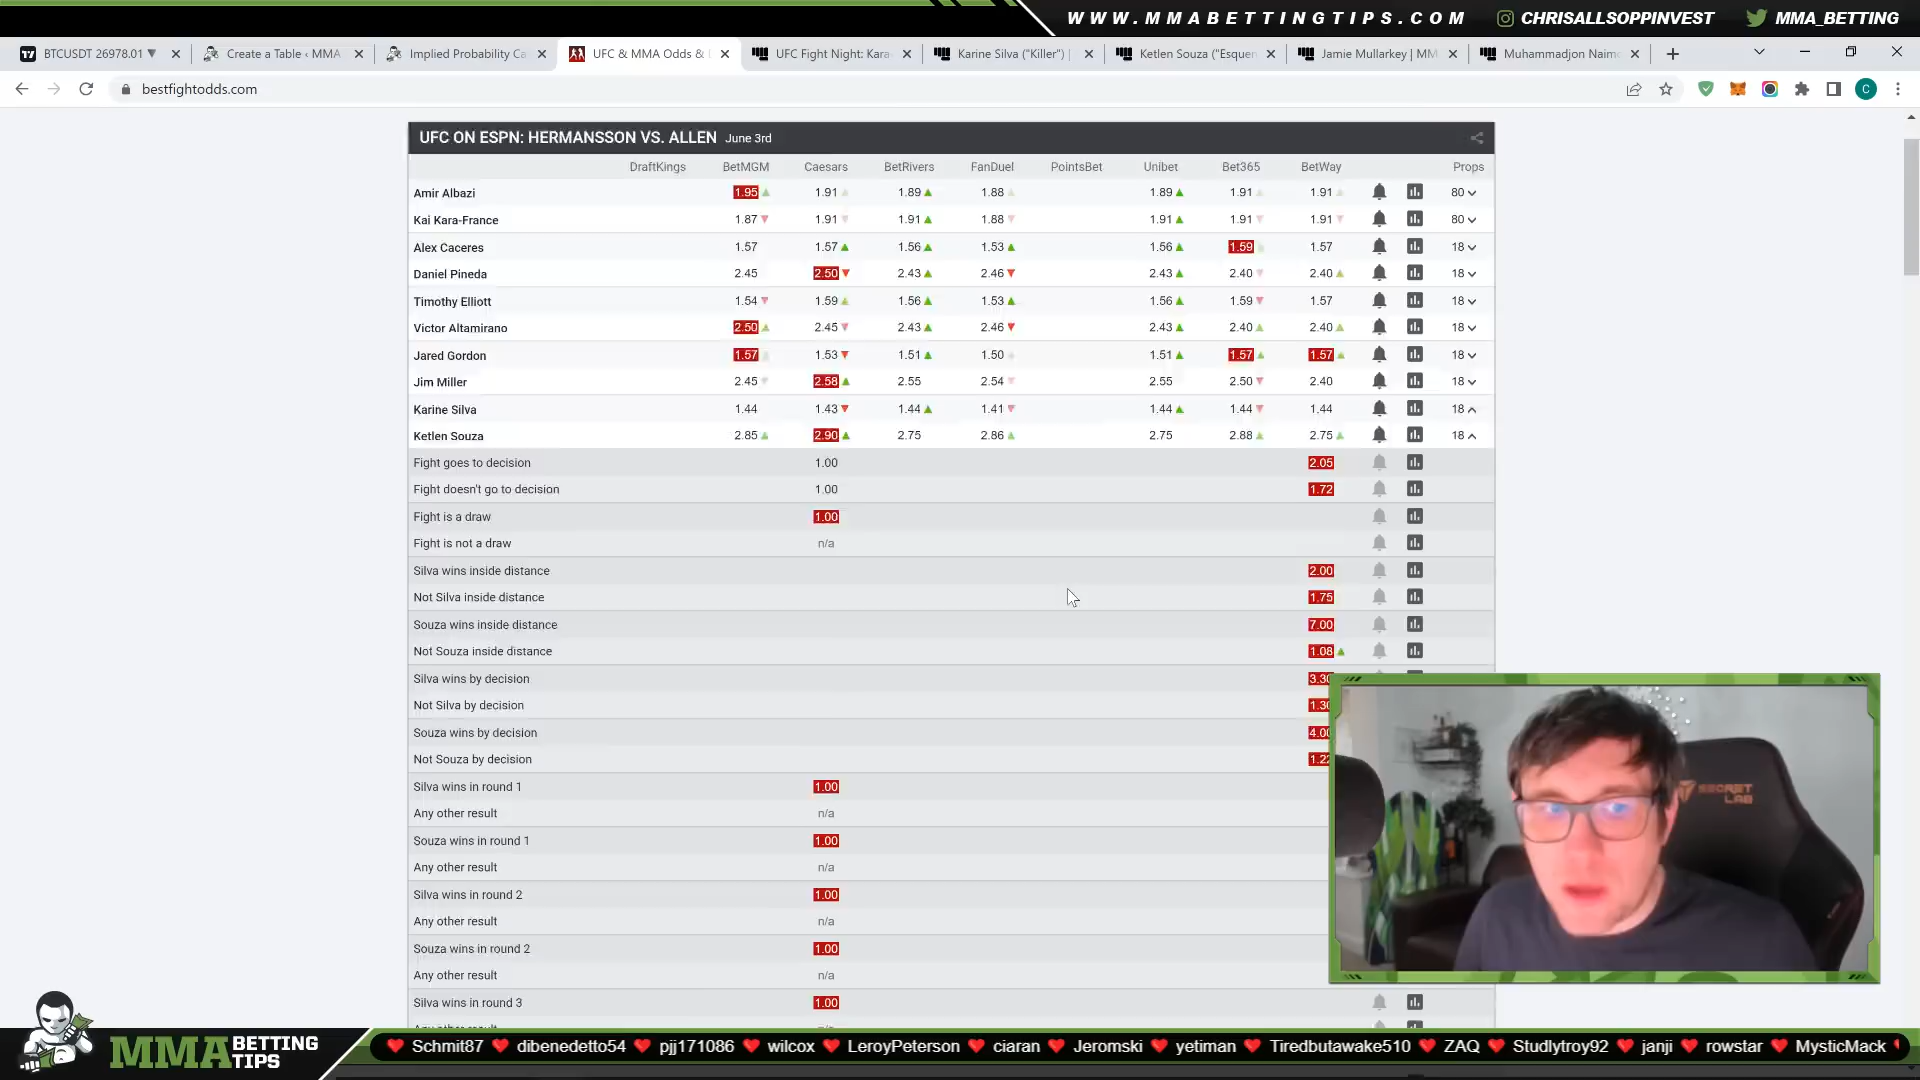 WWW.MMABETTINGTIPS.COM CHRISALLSOPPINVEST MMA_BETTING
BTCUSDT 26978.01 ▼ Create a Table ‹ MMA Implied Probability Ca UFC & MMA Odds & UFC Fight Night: Kara- Karine Silva ("Killer") | Ketlen Souza ("Esquen Jamie Mullarkey | MM Muhammadjon Naim
bestfightodds.com C
UFC ON ESPN: HERMANSSON VS. ALLEN June 3rd
DraftKings BetMGM Caesars BetRivers FanDuel PointsBet Unibet Bet365 BetWay Props
Amir Albazi 1.95 1.91 1.89 1.88 1.89 1.91 1.91 80
Kai Kara-France 1.87 1.91 1.91 1.88 1.91 1.91 1.91 80
Alex Caceres 1.57 1.57 1.56 1.53 1.56 1.59 1.57 18
Daniel Pineda 2.45 2.50 2.43 2.46 2.43 2.40 2.40 18
Timothy Elliott 1.54 1.59 1.56 1.53 1.56 1.59 1.57 18
Victor Altamirano 2.50 2.45 2.43 2.46 2.43 2.40 2.40 18
Jared Gordon 1.57 1.53 1.51 1.50 1.51 1.57 1.57 18
Jim Miller 2.45 2.58 2.55 2.54 2.55 2.50 2.40 18
Karine Silva 1.44 1.43 1.44 1.41 1.44 1.44 1.44 18
Ketlen Souza 2.85 2.90 2.75 2.86 2.75 2.88 2.75 18
Fight goes to decision 1.00 2.05
Fight doesn't go to decision 1.00 1.72
Fight is a draw 1.00
Fight is not a draw n/a
Silva wins inside distance 2.00
Not Silva inside distance 1.75
Souza wins inside distance 7.00
Not Souza inside distance 1.08
Silva wins by decision 3.30
Not Silva by decision 1.30
Souza wins by decision 4.00
Not Souza by decision 1.22
Silva wins in round 1 1.00
Any other result n/a
Souza wins in round 1 1.00
Any other result n/a
Silva wins in round 2 1.00
Any other result n/a
Souza wins in round 2 1.00
Any other result n/a
Silva wins in round 3 1.00
SECRET
LAB
MMA BETTING TIPS
Schmit87 dibenedetto54 pjj171086 wilcox LeroyPeterson ciaran Jeromski yetiman Tiredbutawake510 ZAQ Studlytroy92 janji rowstar MysticMack